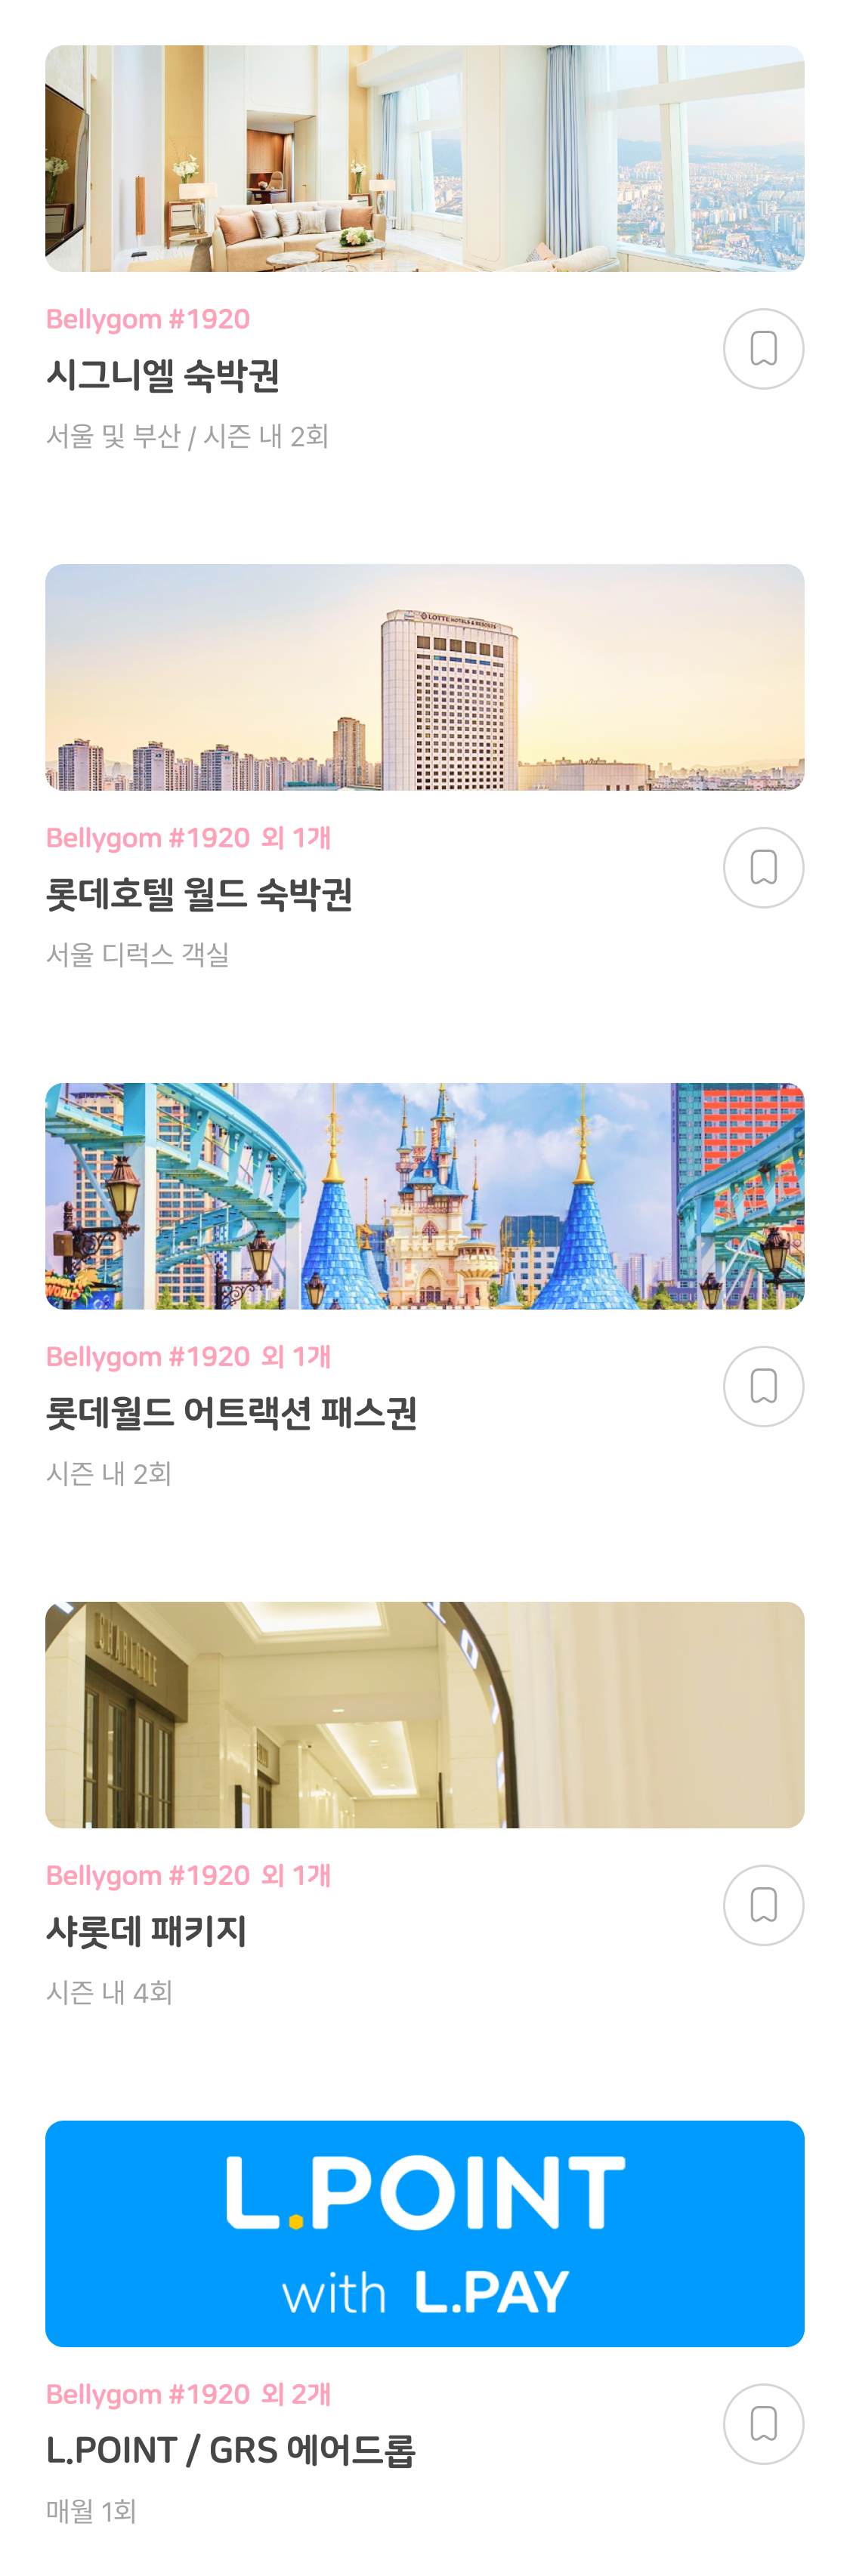 Bellygom #1920
시그니엘 숙박권
서울 및 부산 / 시즌 내 2회
LOTTE HOTELS & RESORTS
Bellygom #1920 외 1개
롯데호텔 월드 숙박권
서울 디럭스 객실
WORLD
Bellygom #1920 외 1개
롯데월드 어트랙션 패스권
시즌 내 2회
CHARLOTTE
Bellygom #1920 외 1개
샤롯데 패키지
시즌 내 4회
L.POINT
with L.PAY
Bellygom #1920 외 2개
L.POINT / GRS 에어드롭
매월 1회